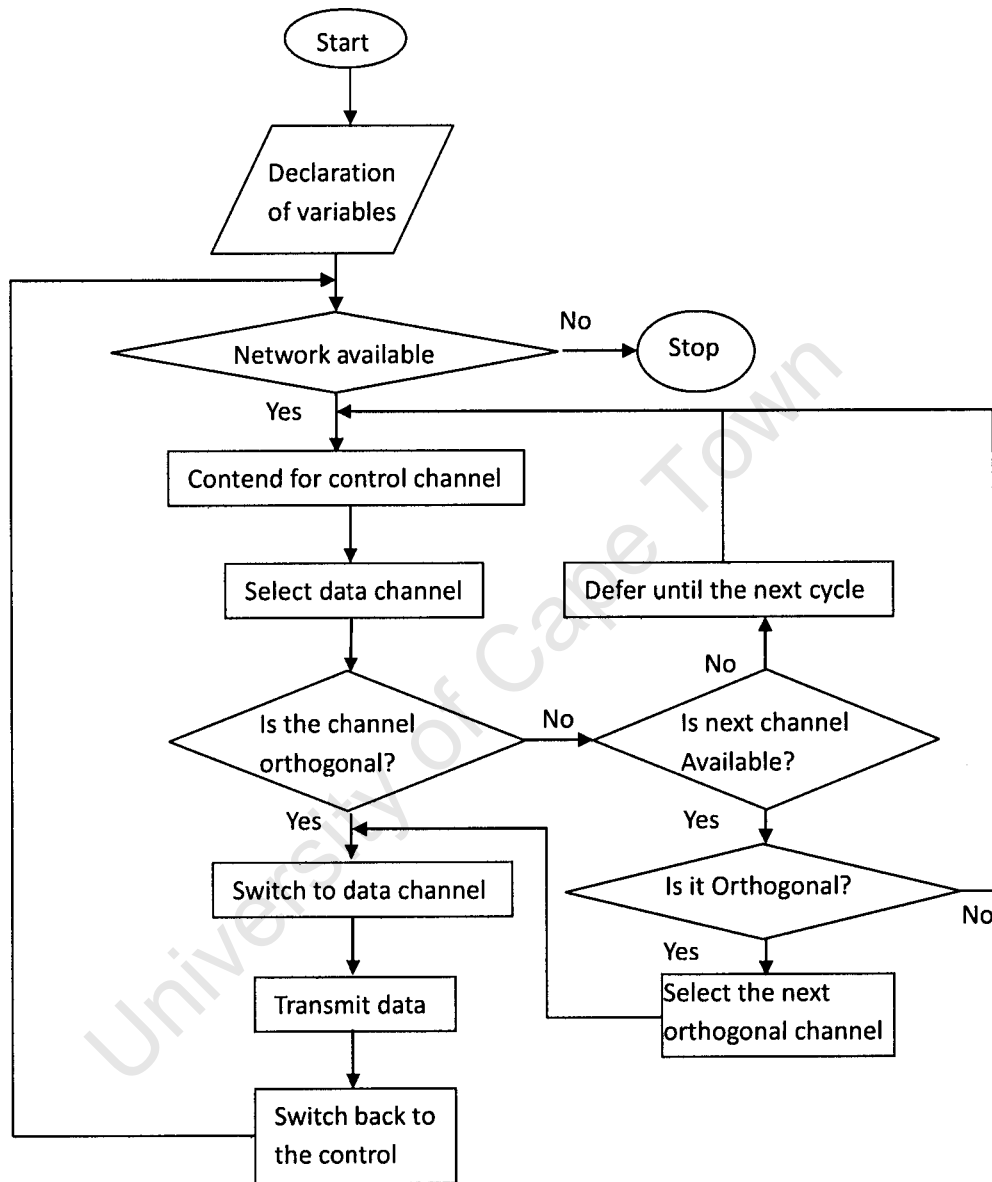 Start
Declaration
of variables
Network available
No
Stop
Yes
Contend for control channel
Select data channel
Defer until the next cycle
No
Is the channel
orthogonal?
No
Is next channel
Available?
Yes
Yes
Switch to data channel
Is it Orthogonal?
No
Yes
Transmit data
Select the next
orthogonal channel
Switch back to
the control
University of Cape Town